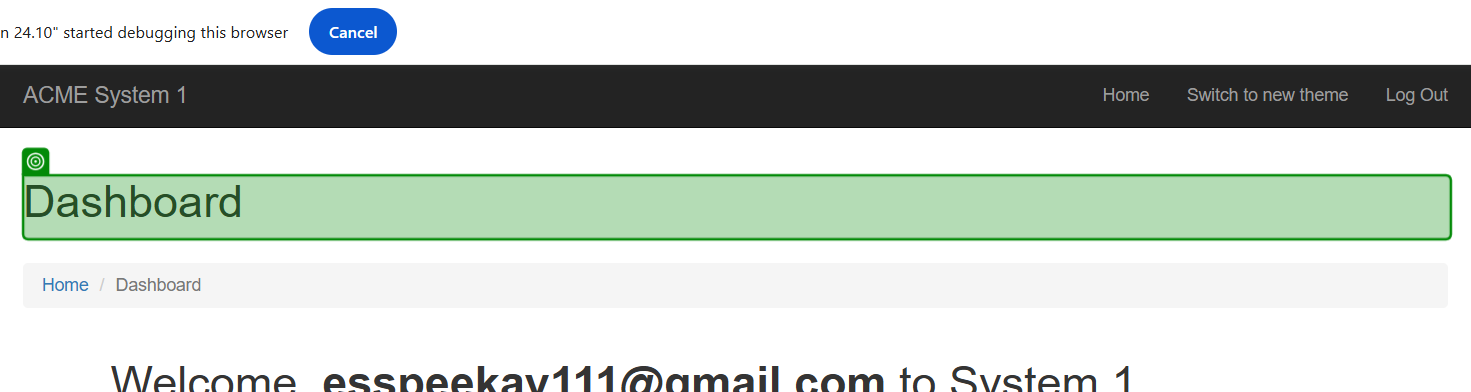 n 24.10" started debugging this browser Cancel
ACME System 1 Home Switch to new theme Log Out
Dashboard
Home / Dashboard
Welcome, esspeekay111@gmail.com to System 1